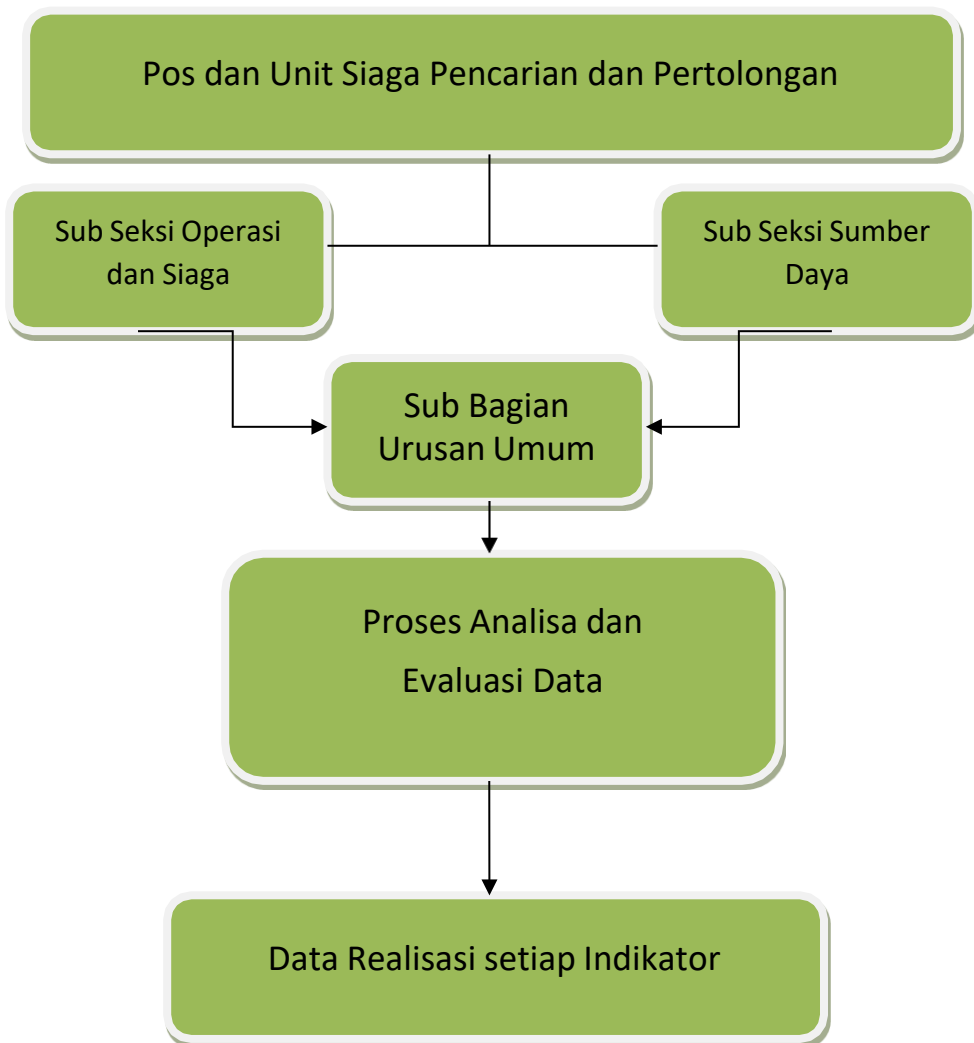 Pos dan Unit Siaga Pencarian dan Pertolongan
Sub Seksi Operasi
dan Siaga
Sub Seksi Sumber
Daya
Sub Bagian
Urusan Umum
Proses Analisa dan
Evaluasi Data
Data Realisasi setiap Indikator